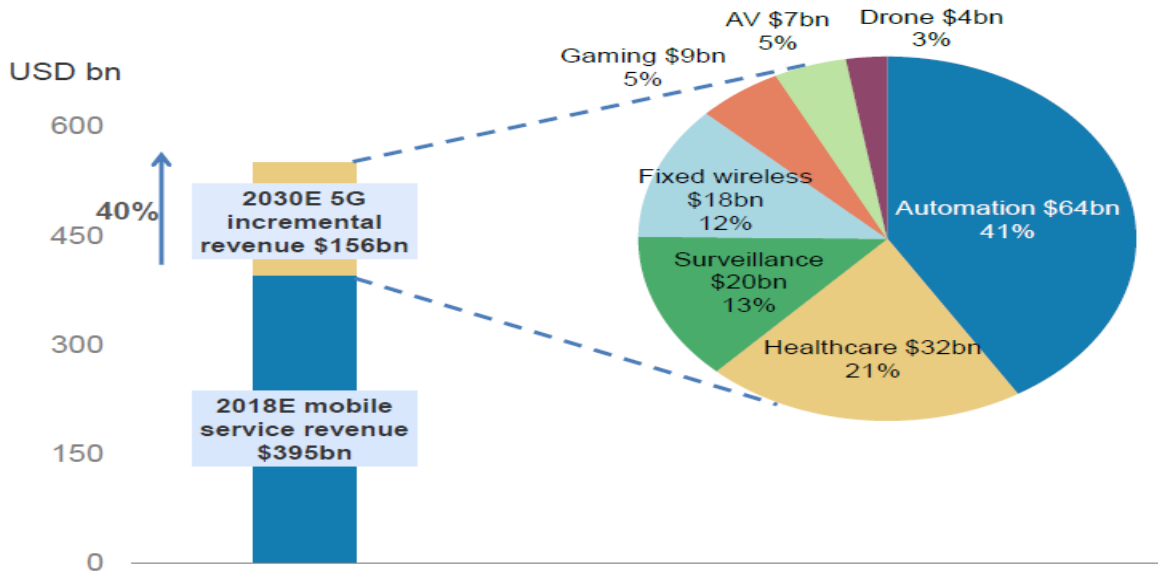 USD bn
600
450
300
150
0
40%
2030E 5G
incremental
revenue $156bn
2018E mobile
service revenue
$395bn
AV $7bn
5%
Drone $4bn
3%
Gaming $9bn
5%
Fixed wireless
$18bn
12%
Automation $64bn
41%
Surveillance
$20bn
13%
Healthcare $32bn
21%